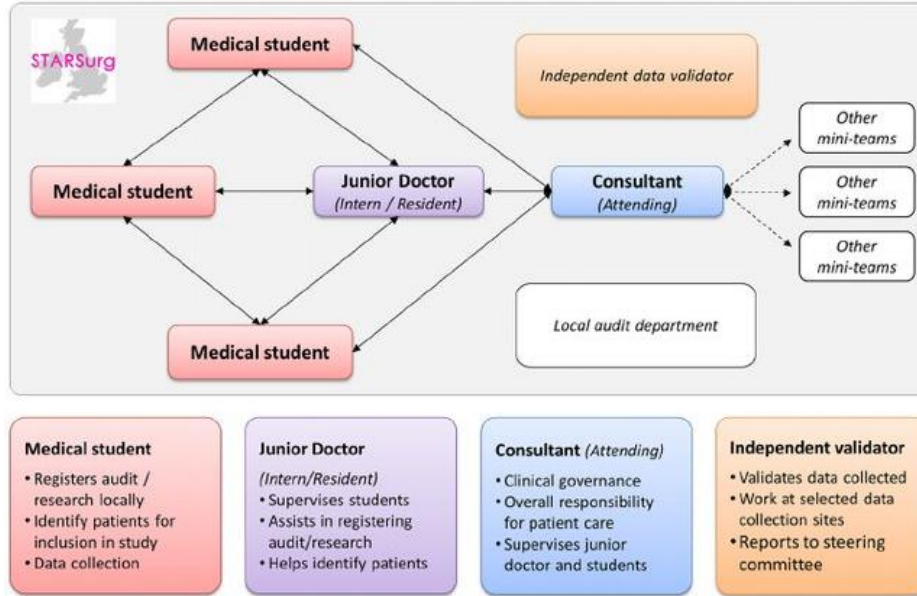 STARSurg
Medical student
Independent data validator
Other
mini-teams
Medical student
Junior Doctor
(Intern / Resident)
Consultant
(Attending)
Other
mini-teams
Other
mini-teams
Medical student
Local audit department
Medical student
• Registers audit /
research locally
• Identify patients for
inclusion in study
• Data collection
Junior Doctor
(Intern/Resident)
• Supervises students
• Assists in registering
audit/research
• Helps identify patients
Consultant (Attending)
• Clinical governance
• Overall responsibility
for patient care
• Supervises junior
doctor and students
Independent validator
• Validates data collected
• Work at selected data
collection sites
• Reports to steering
committee